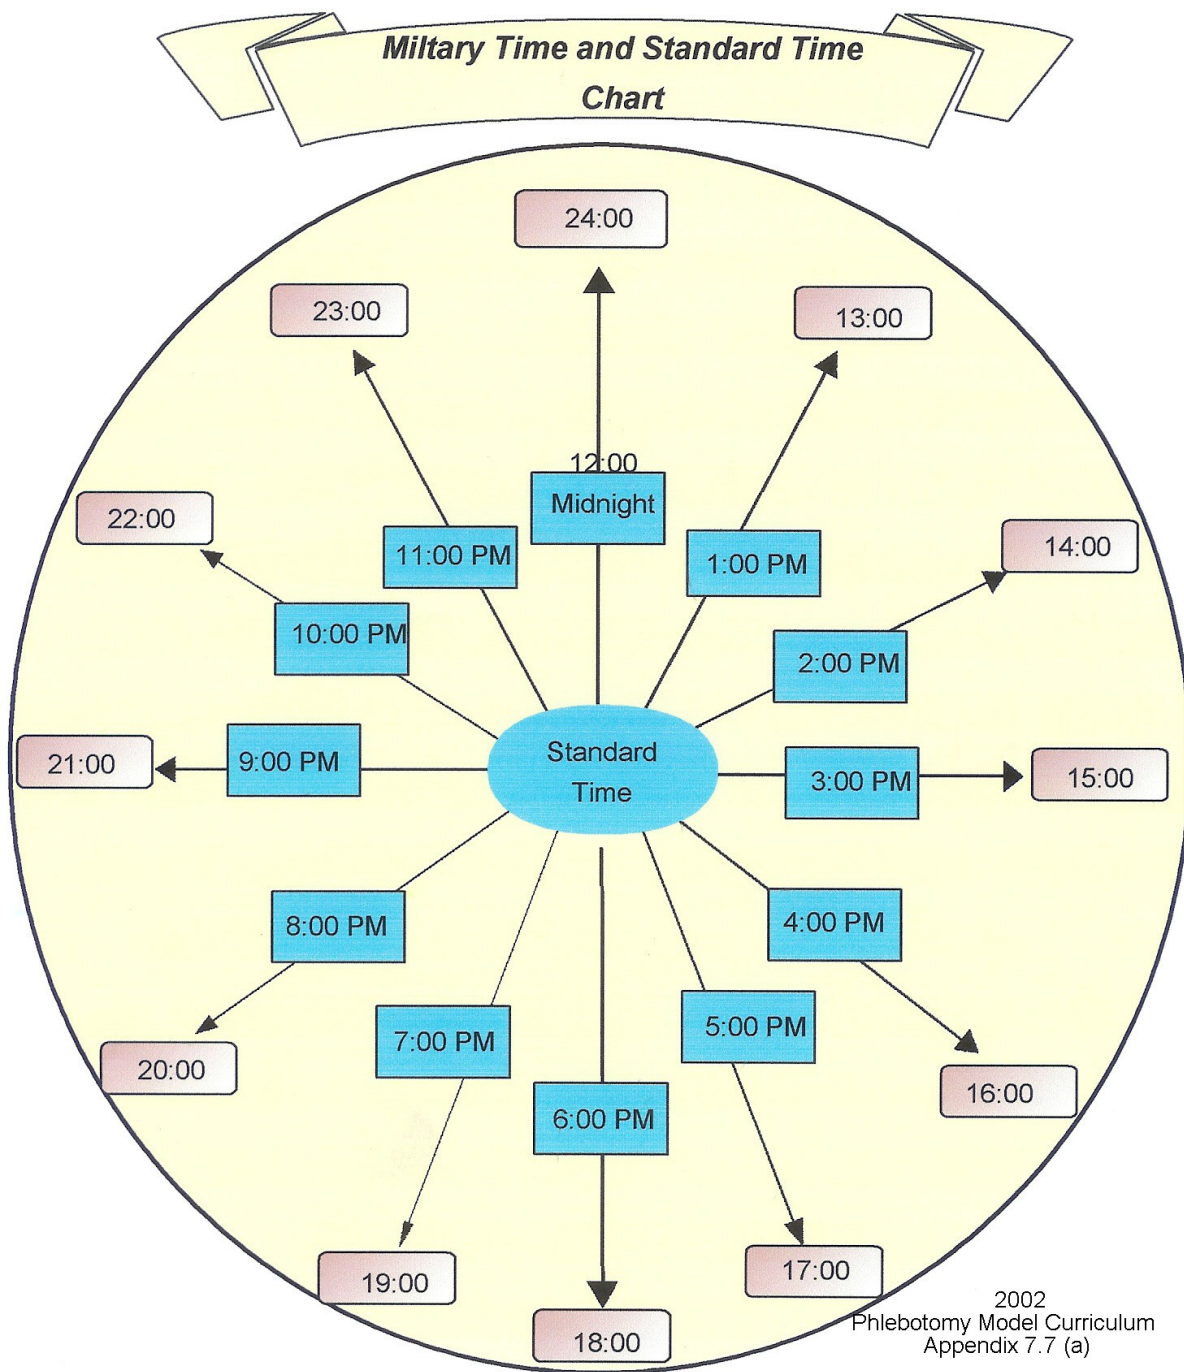 Miltary Time and Standard Time
Chart
24:00
23:00
13:00
12:00
Midnight
22:00
11:00 PM
1:00 PM
14:00
10:00 PM
2:00 PM
21:00
9:00 PM
Standard
Time
3:00 PM
15:00
8:00 PM
4:00 PM
20:00
7:00 PM
5:00 PM
16:00
6:00 PM
19:00
17:00
18:00
2002
Phlebotomy Model Curriculum
Appendix 7.7 (a)